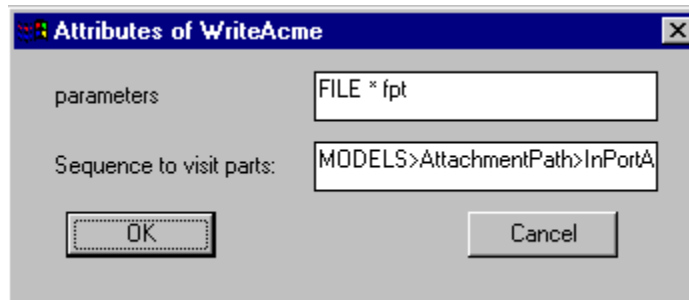 Attributes of WriteAcme
parameters
FILE * fpt
Sequence to visit parts:
MODELS>AttachmentPath>InPortA
OK
Cancel